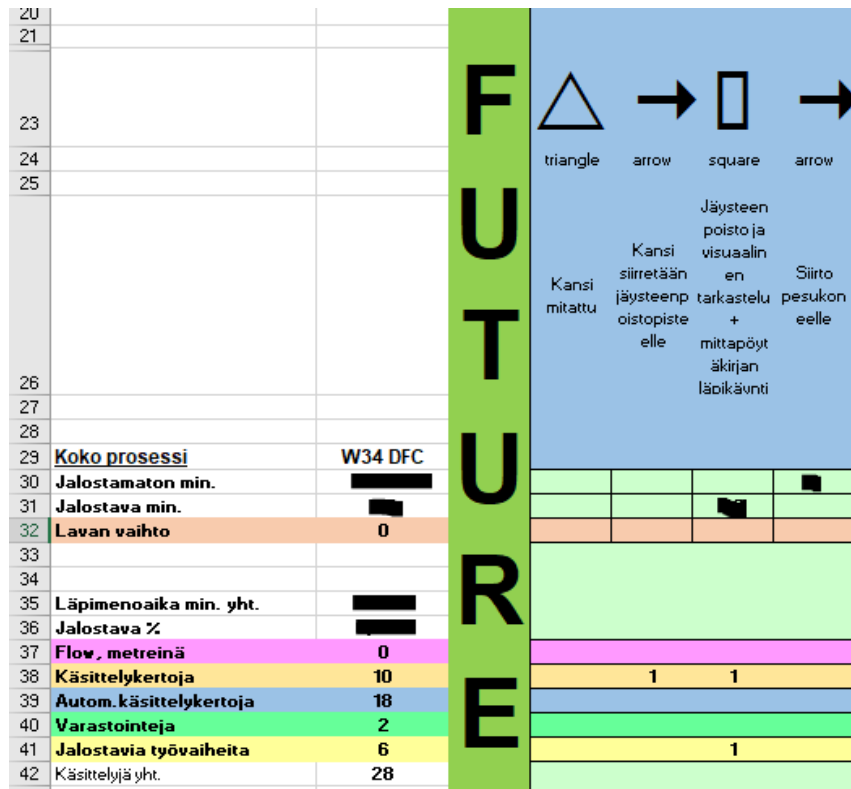 20
21
23
24
triangle
arrow
square
arrow
25
26
Kansi
mitattu
Kansi
siirretään
jäysteenp
oistopiste
elle
Jäysteen
poisto ja
visuaalin
en
tarkastelu
+
mittapöyt
äkirjan
läpikäynti
Siirto
pesukon
eelle
FUTURE
27
28
29 Koko prosessi W34 DFC
30 Jalostamaton min.
31 Jalostava min.
32 Lavan vaihto 0
33
34
35 Läpimenoaika min. yht.
36 Jalostava %
37 Flow, metreinä 0
38 Käsittelykertoja 10 1 1
39 Autom.käsittelykertoja 18
40 Varastointeja 2
41 Jalostavia työvaiheita 6 1
42 Käsittelyjä yht. 28